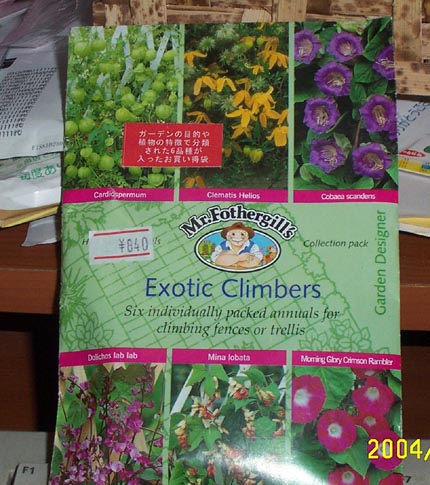 ガーデンの目的や
植物の特徴で分類
された6品種が
入ったお買い得袋
Cardiospermum
Clematis Helios
Cobaea scandens
Mr.Fothergill's
¥840
Collection pack
Garden Designer
Exotic Climbers
Six individually packed annuals for
climbing fences or trellis
Dolichos lab lab
Mina lobata
Morning Glory Crimson Rambler
2004/
F1